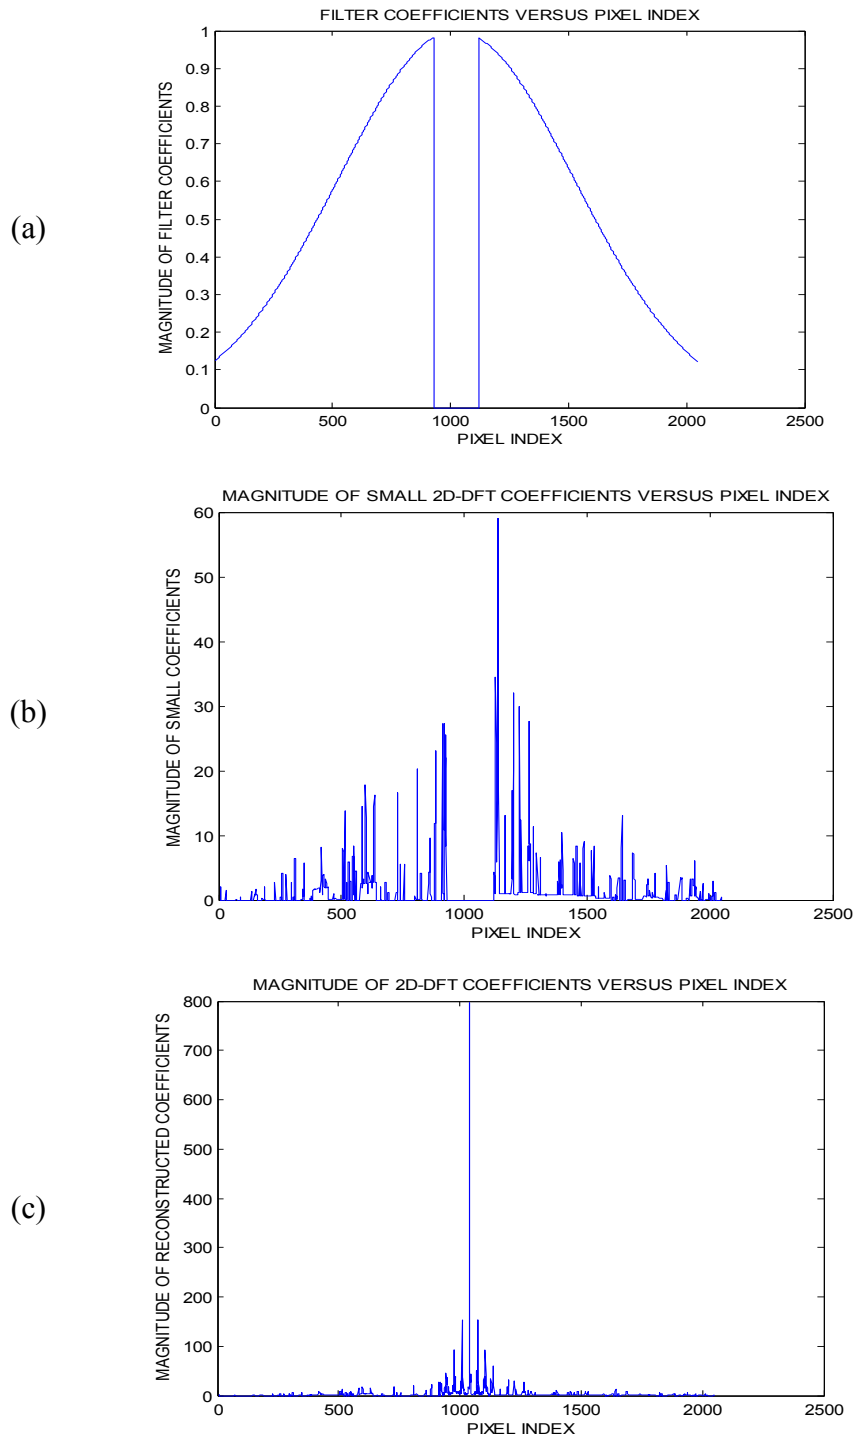 FILTER COEFFICIENTS VERSUS PIXEL INDEX
(a)
MAGNITUDE OF FILTER COEFFICIENTS
1
0.9
0.8
0.7
0.6
0.5
0.4
0.3
0.2
0.1
0
0 500 1000 1500 2000 2500
PIXEL INDEX
MAGNITUDE OF SMALL 2D-DFT COEFFICIENTS VERSUS PIXEL INDEX
(b)
MAGNITUDE OF SMALL COEFFICIENTS
60
50
40
30
20
10
0
0 500 1000 1500 2000 2500
PIXEL INDEX
MAGNITUDE OF 2D-DFT COEFFICIENTS VERSUS PIXEL INDEX
(c)
MAGNITUDE OF RECONSTRUCTED COEFFICIENTS
800
700
600
500
400
300
200
100
0
0 500 1000 1500 2000 2500
PIXEL INDEX